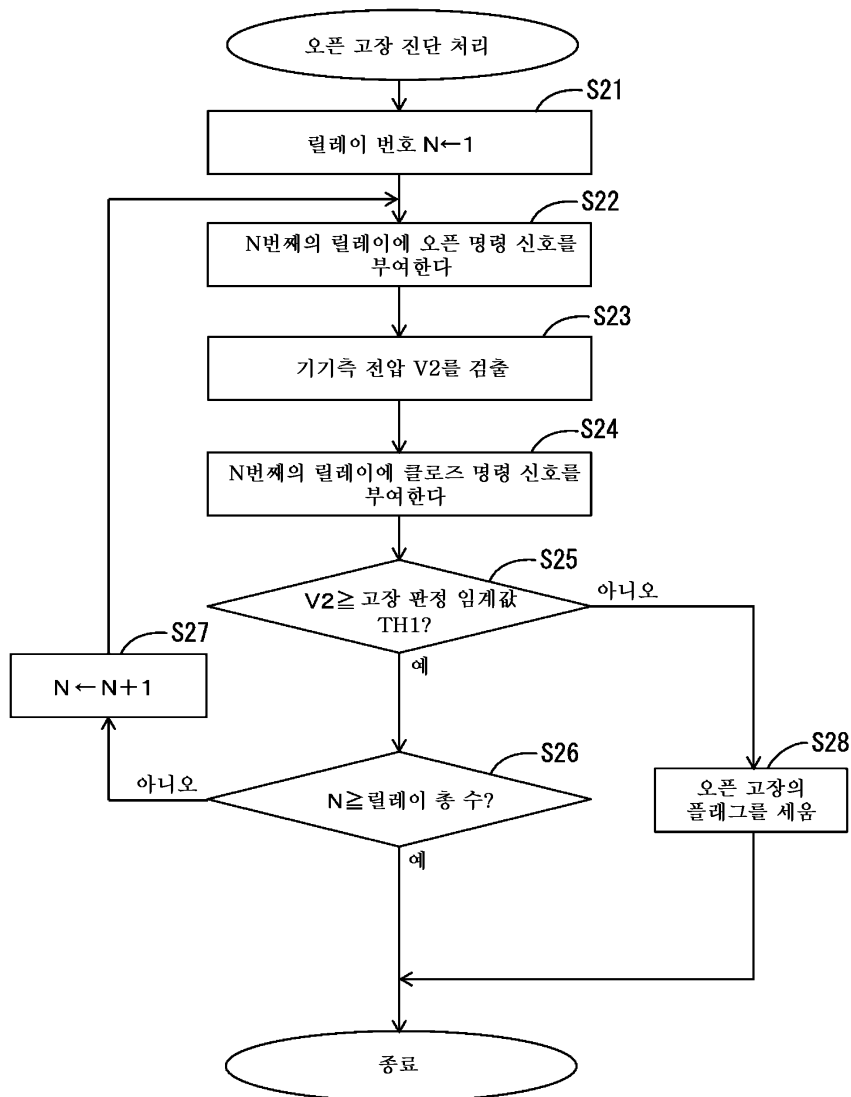 오픈 고장 진단 처리
S21
릴레이 번호 N←1
S22
N번째의 릴레이에 오픈 명령 신호를
부여한다
S23
기기측 전압 V2를 검출
S24
N번째의 릴레이에 클로즈 명령 신호를
부여한다
S25
V2≧고장 판정 임계값
TH1?
아니오
예
S27
N←N+1
S26
N≧릴레이 총 수?
아니오
예
S28
오픈 고장의
플래그를 세움
종료